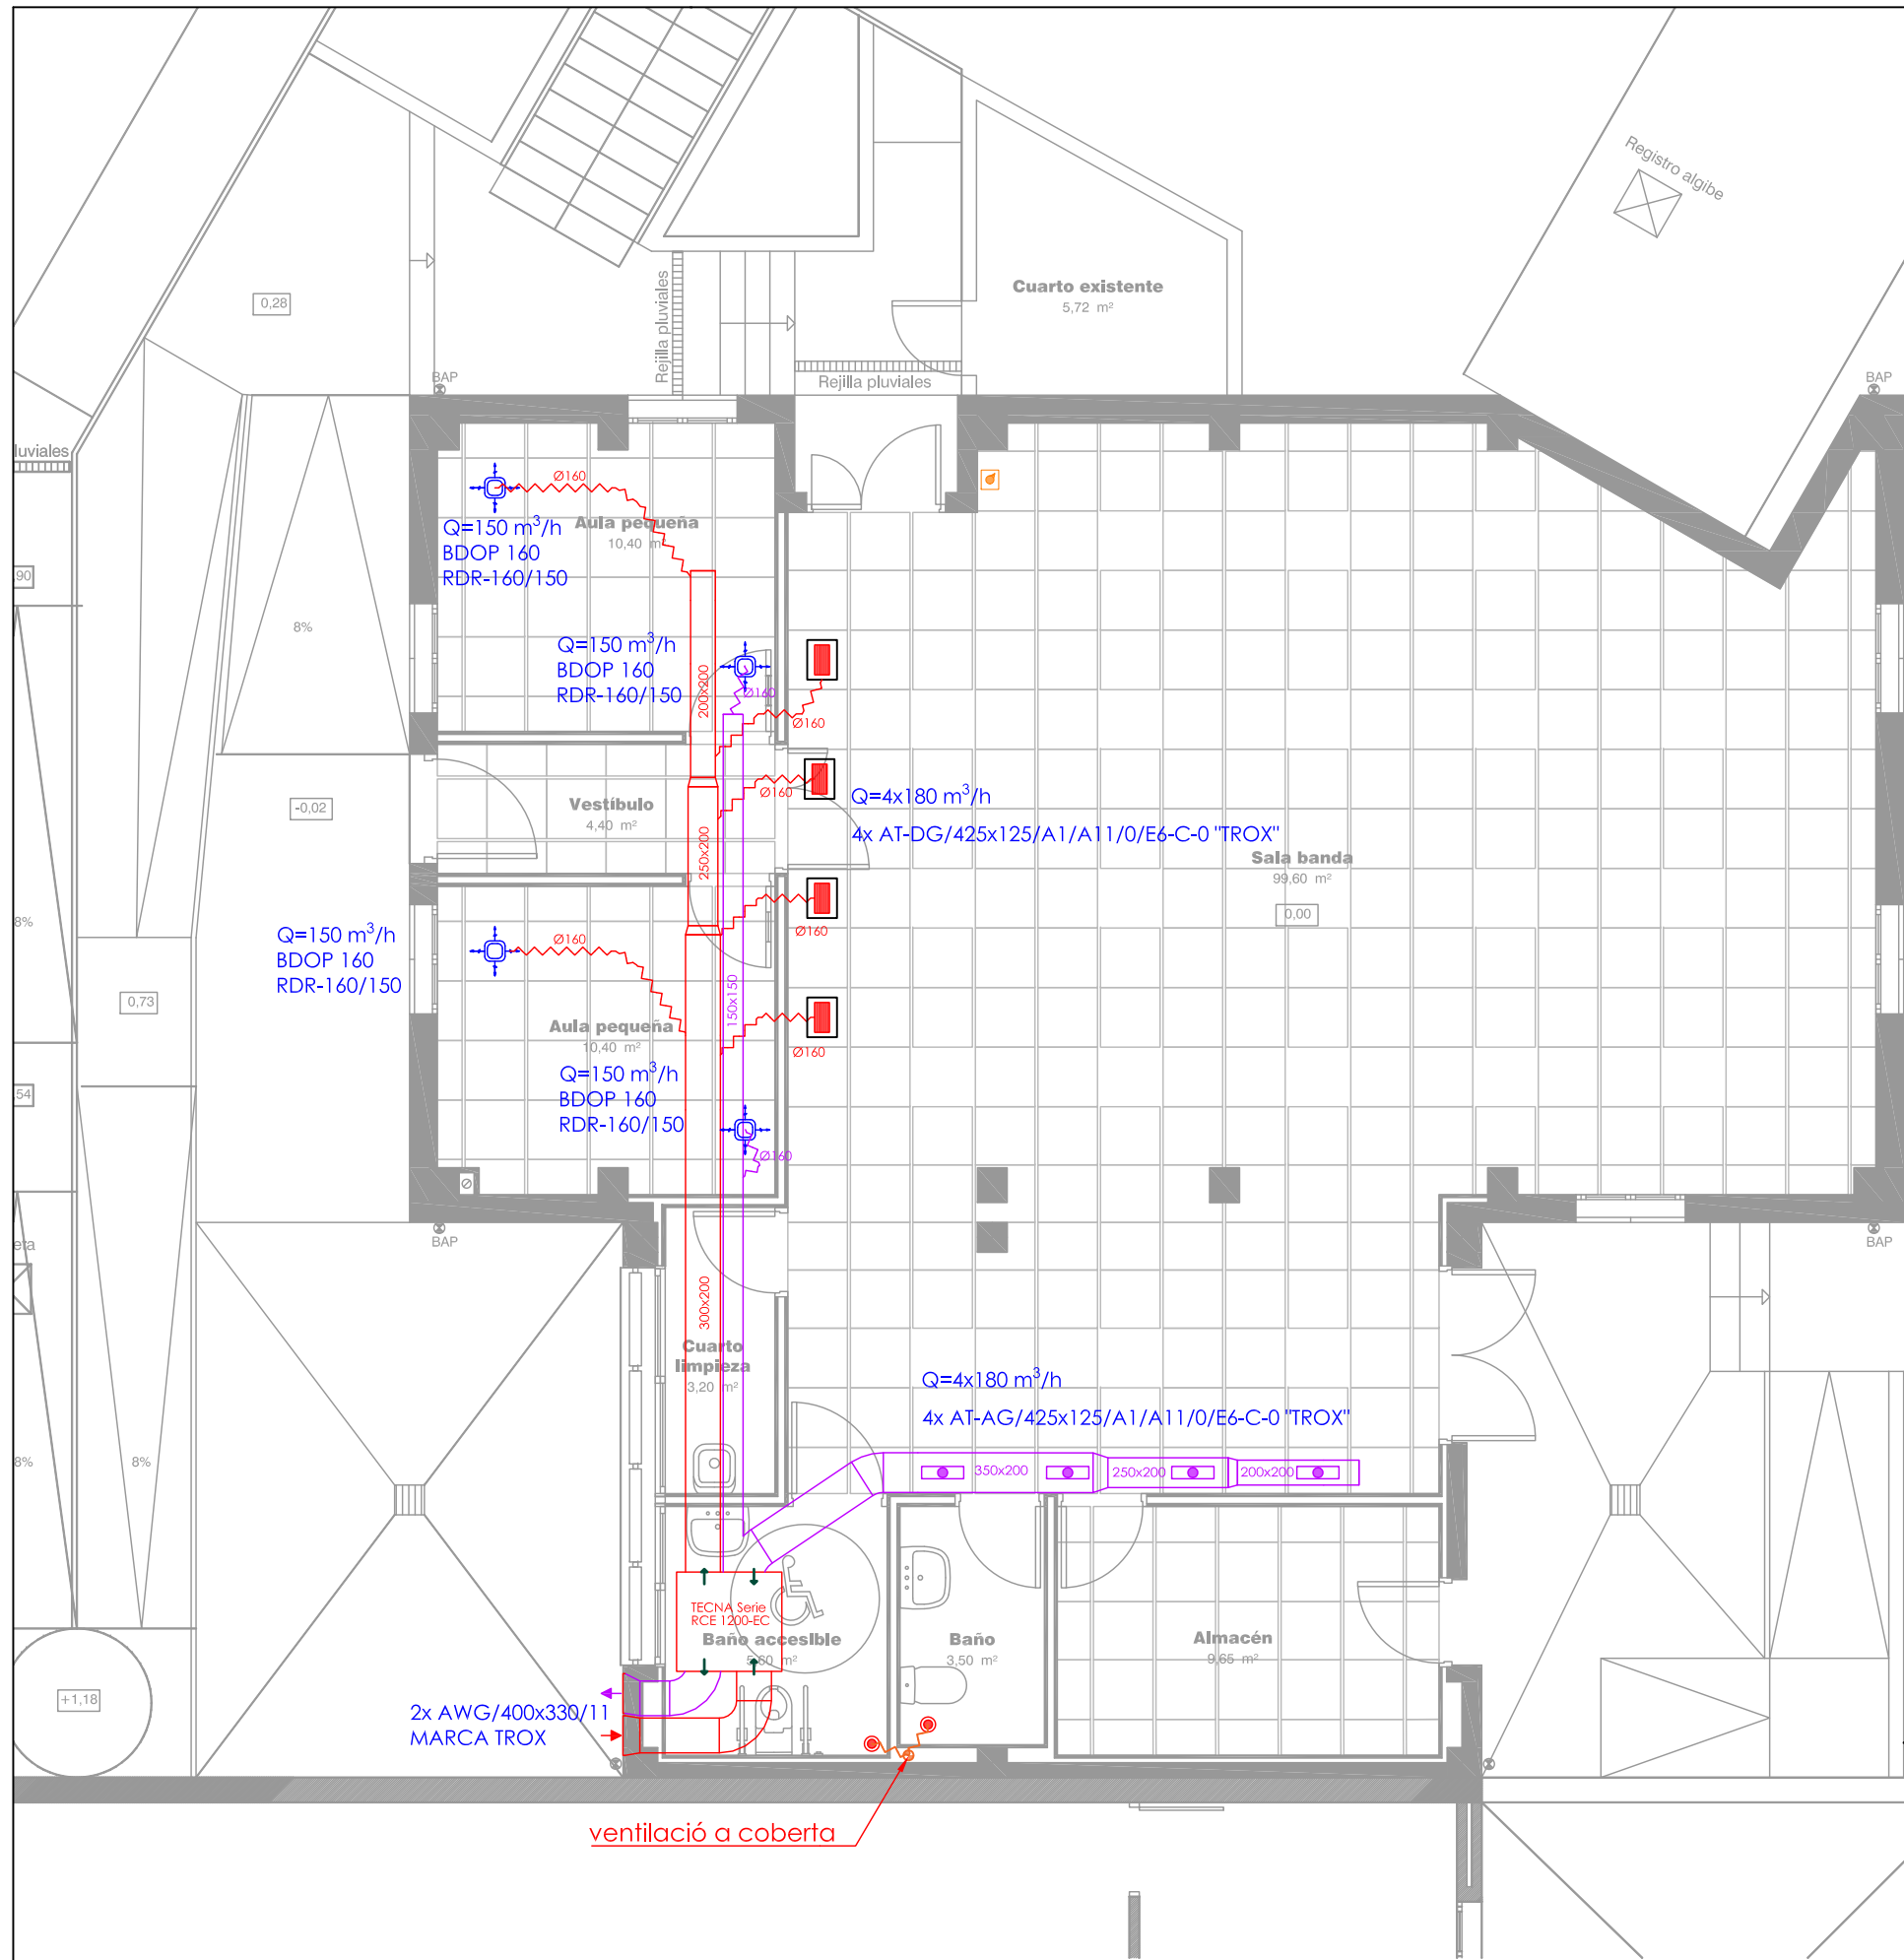 Registro algibe
Cuarto existente
5,72 m²
0,28
Rejilla pluviales
Rejilla pluviales
BAP
BAP
luviales
Ø160
Q=150 m³/h
BDOP 160
RDR-160/150
Aula pequeña
10,40 m²
90
8%
Q=150 m³/h
BDOP 160
RDR-160/150
200x200
Ø160
Ø160
-0,02
Vestíbulo
4,40 m²
250x200
Ø160
Q=4x180 m³/h
4x AT-DG/425x125/A1/A11/0/E6-C-0 "TROX"
Sala banda
99,60 m²
0,00
8%
Q=150 m³/h
BDOP 160
RDR-160/150
Ø160
Ø160
0,73
150x150
Aula pequeña
10,40 m²
Ø160
Q=150 m³/h
BDOP 160
RDR-160/150
54
Ø160
BAP
BAP
eta
300x200
Cuarto
limpieza
3,20 m²
Q=4x180 m³/h
4x AT-AG/425x125/A1/A11/0/E6-C-0 "TROX"
8%
8%
350x200
250x200
200x200
TECNA Serie
RCE 1200-EC
Baño accesible
5,60 m²
Baño
3,50 m²
Almacén
9,65 m²
+1,18
2x AWG/400x330/11
MARCA TROX
ventilació a coberta